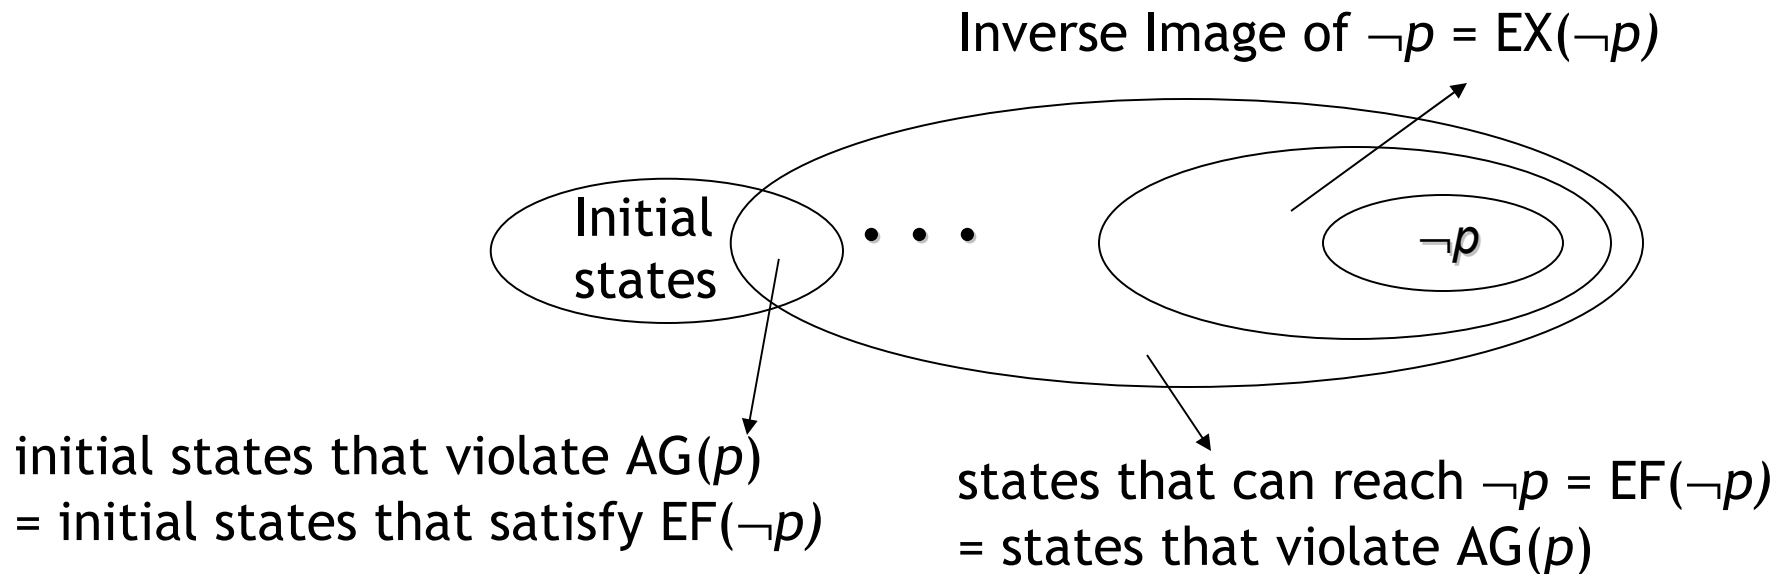 Inverse Image of ¬p = EX(¬p)
Initial
states
• • •
¬p
initial states that violate AG(p)
= initial states that satisfy EF(¬p)
states that can reach ¬p = EF(¬p)
= states that violate AG(p)